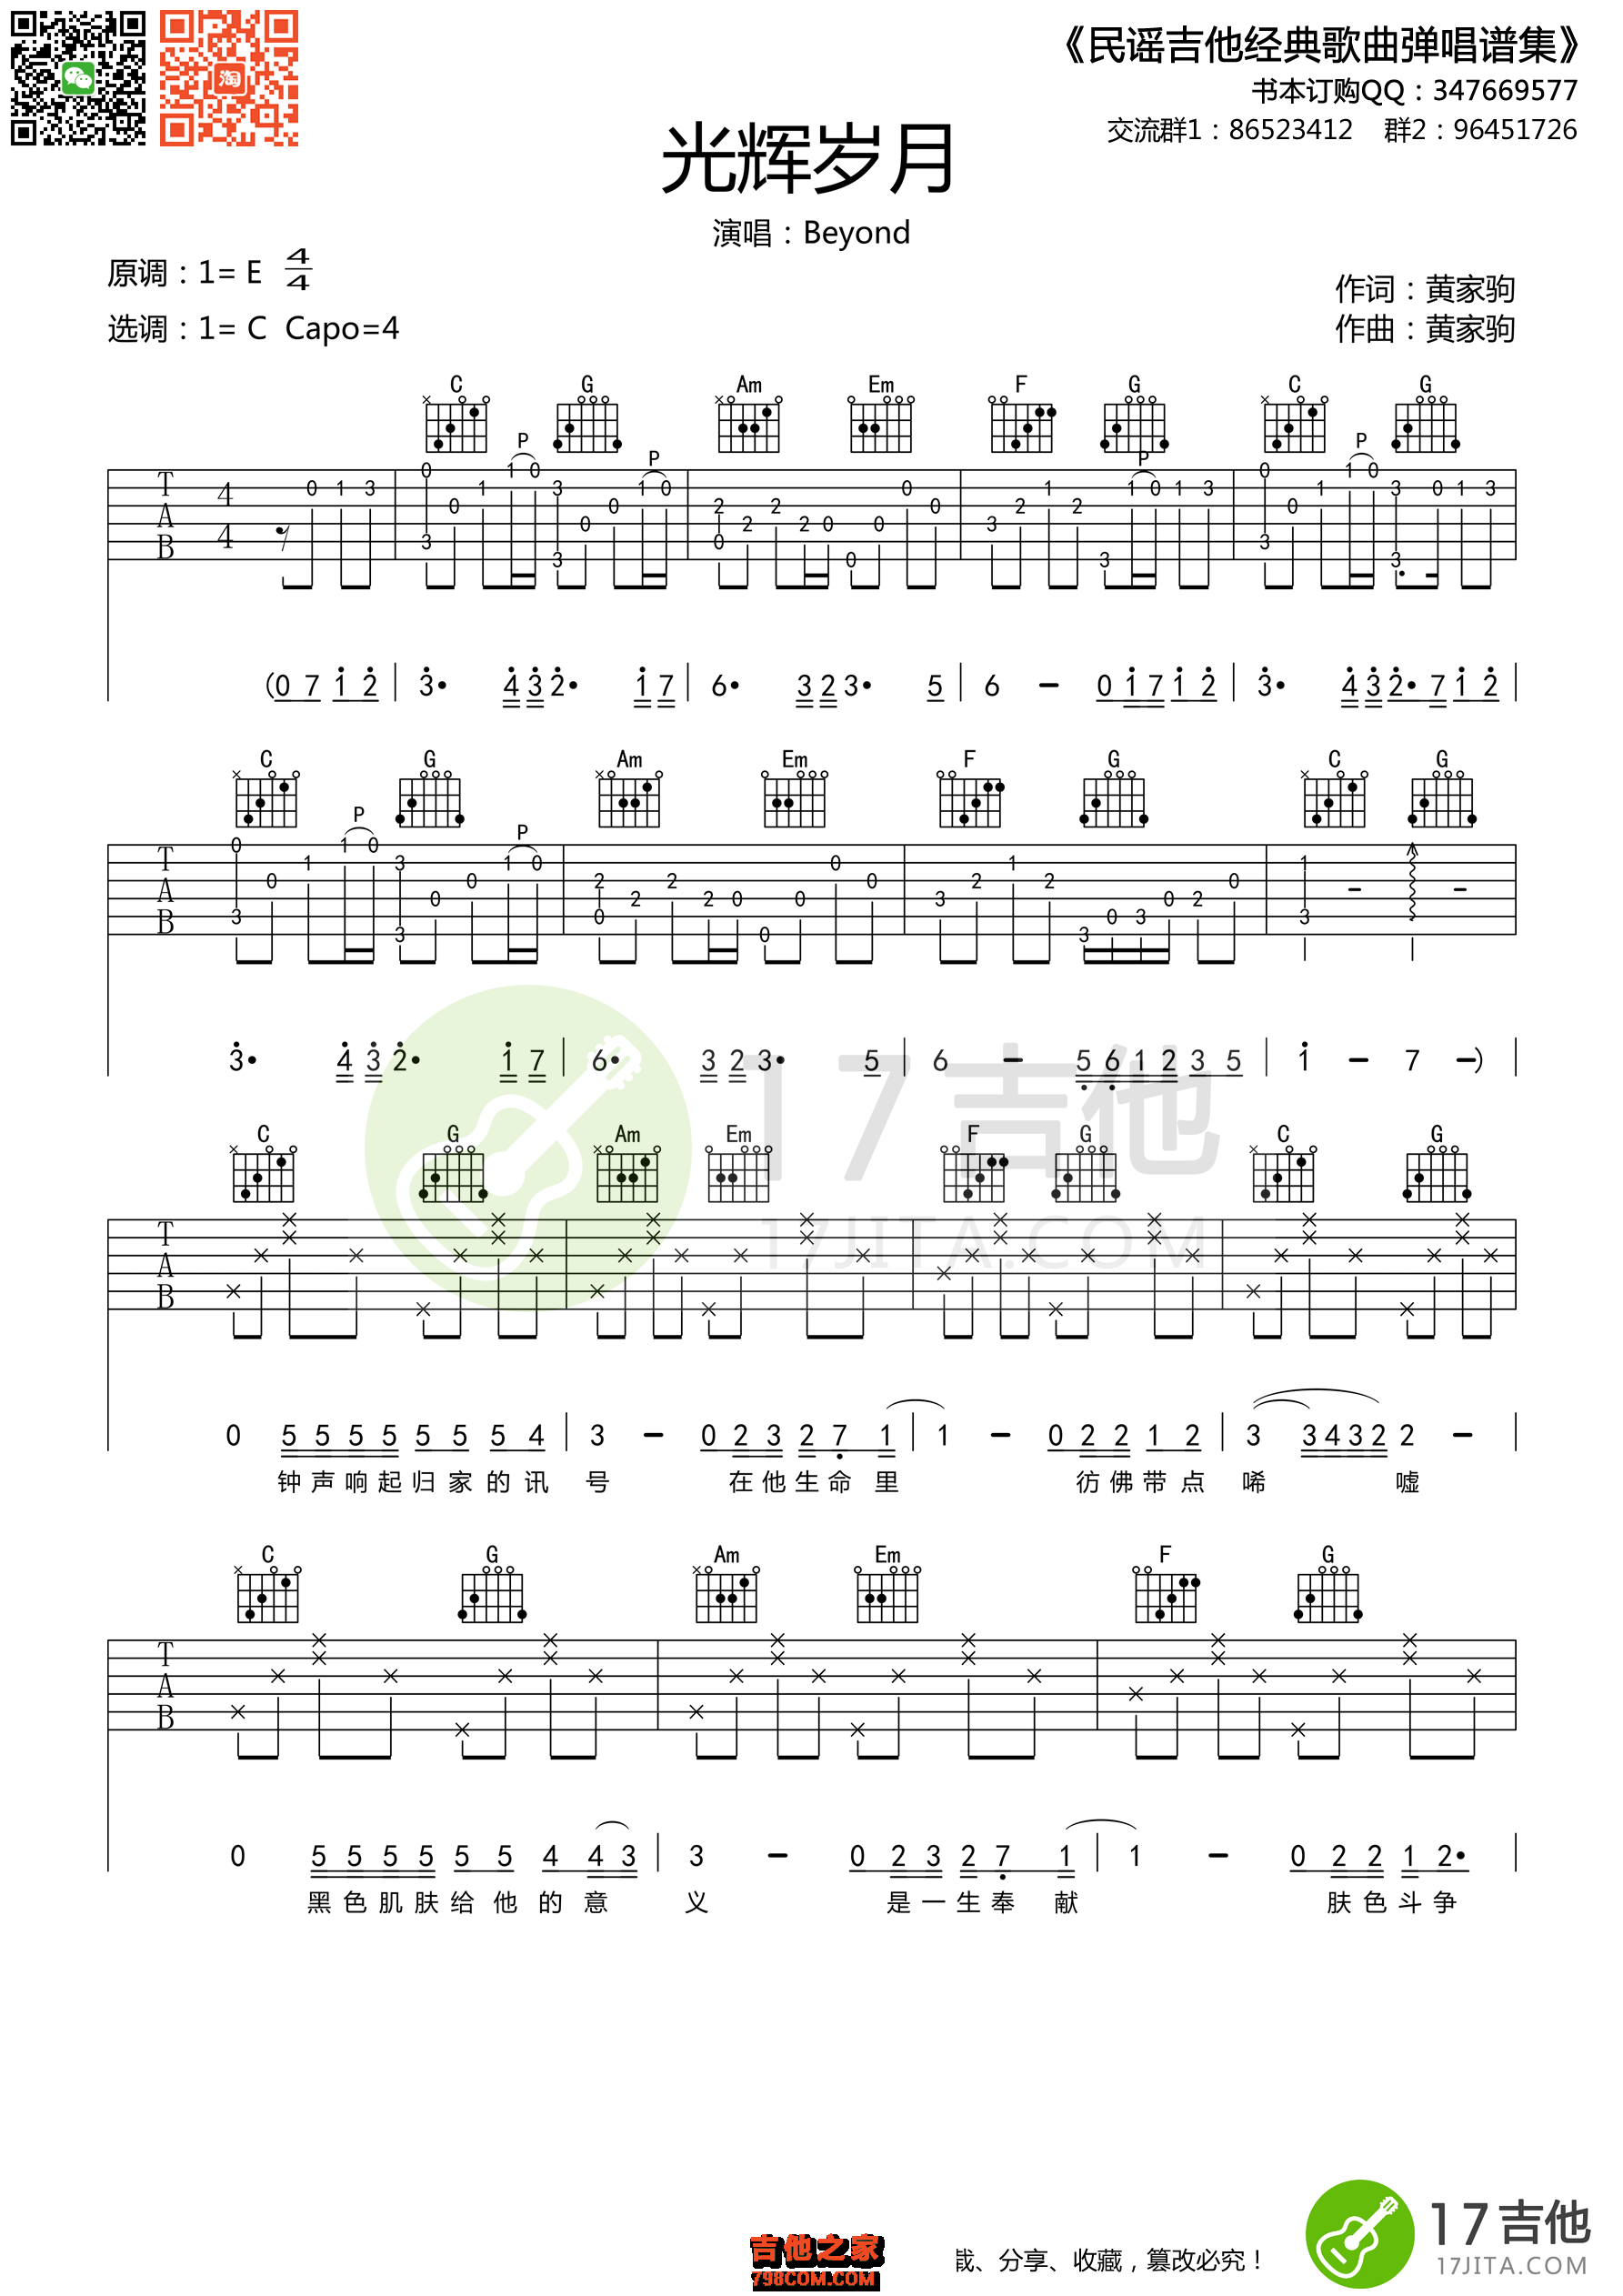 《民谣吉他经典歌曲弹唱谱集》
书本订购QQ：347669577
交流群1：86523412 群2：96451726
光辉岁月
演唱：Beyond
原调：1= E 4/4
选调：1= C Capo=4
作词：黄家驹
作曲：黄家驹
C G Am Em F G C G
P P P P
T A B 4 4
(0 7 1 2 | 3· 4 3 2· 1 7 | 6· 3 2 3· 5 | 6 – 0 1 7 1 2 | 3· 4 3 2· 7 1 2 |
C G Am Em F G C G
P P
T A B
3· 4 3 2· 1 7 | 6· 3 2 3· 5 | 6 – 5 6 1 2 3 5 | 1 – 7 –) |
C G Am Em F G C G
T A B
0 5 5 5 5 5 5 5 4 | 3 – 0 2 3 2 7 1 | 1 – 0 2 2 1 2 | 3 3 4 3 2 2 – |
钟声响起归家的讯 号 在他生命里 彷佛带点 唏 嘘
C G Am Em F G
T A B
0 5 5 5 5 5 5 4 4 3 | 3 – 0 2 3 2 7 1 | 1 – 0 2 2 1 2· |
黑色肌肤给他的意 义 是一生奉献 肤色斗争
17吉他
17JITA.COM
吉他之家
798COM.COM
戟、分享、收藏，篡改必究！
17吉他
17JITA.COM